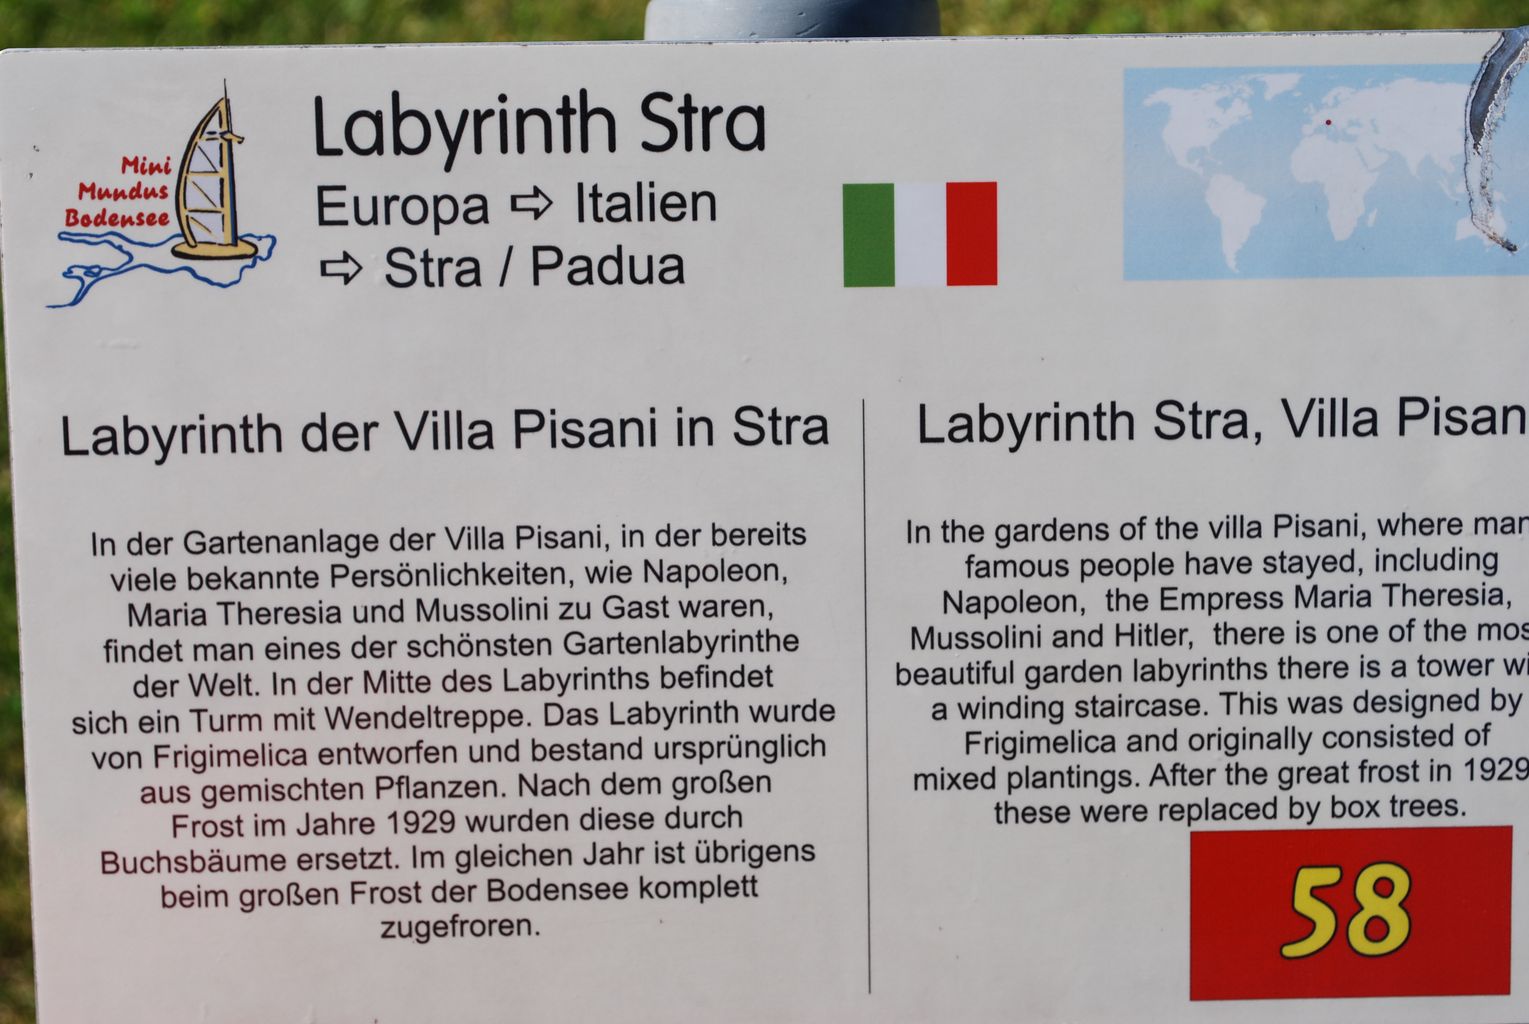 Mini
Mundus
Bodensee
Labyrinth Stra
Europa ⇨ Italien
⇨ Stra / Padua
Labyrinth der Villa Pisani in Stra
In der Gartenanlage der Villa Pisani, in der bereits
viele bekannte Persönlichkeiten, wie Napoleon,
Maria Theresia und Mussolini zu Gast waren,
findet man eines der schönsten Gartenlabyrinthe
der Welt. In der Mitte des Labyrinths befindet
sich ein Turm mit Wendeltreppe. Das Labyrinth wurde
von Frigimelica entworfen und bestand ursprünglich
aus gemischten Pflanzen. Nach dem großen
Frost im Jahre 1929 wurden diese durch
Buchsbäume ersetzt. Im gleichen Jahr ist übrigens
beim großen Frost der Bodensee komplett
zugefroren.
Labyrinth Stra, Villa Pisan
In the gardens of the villa Pisani, where man
famous people have stayed, including
Napoleon, the Empress Maria Theresia,
Mussolini and Hitler, there is one of the mos
beautiful garden labyrinths there is a tower wi
a winding staircase. This was designed by
Frigimelica and originally consisted of
mixed plantings. After the great frost in 1929
these were replaced by box trees.
58